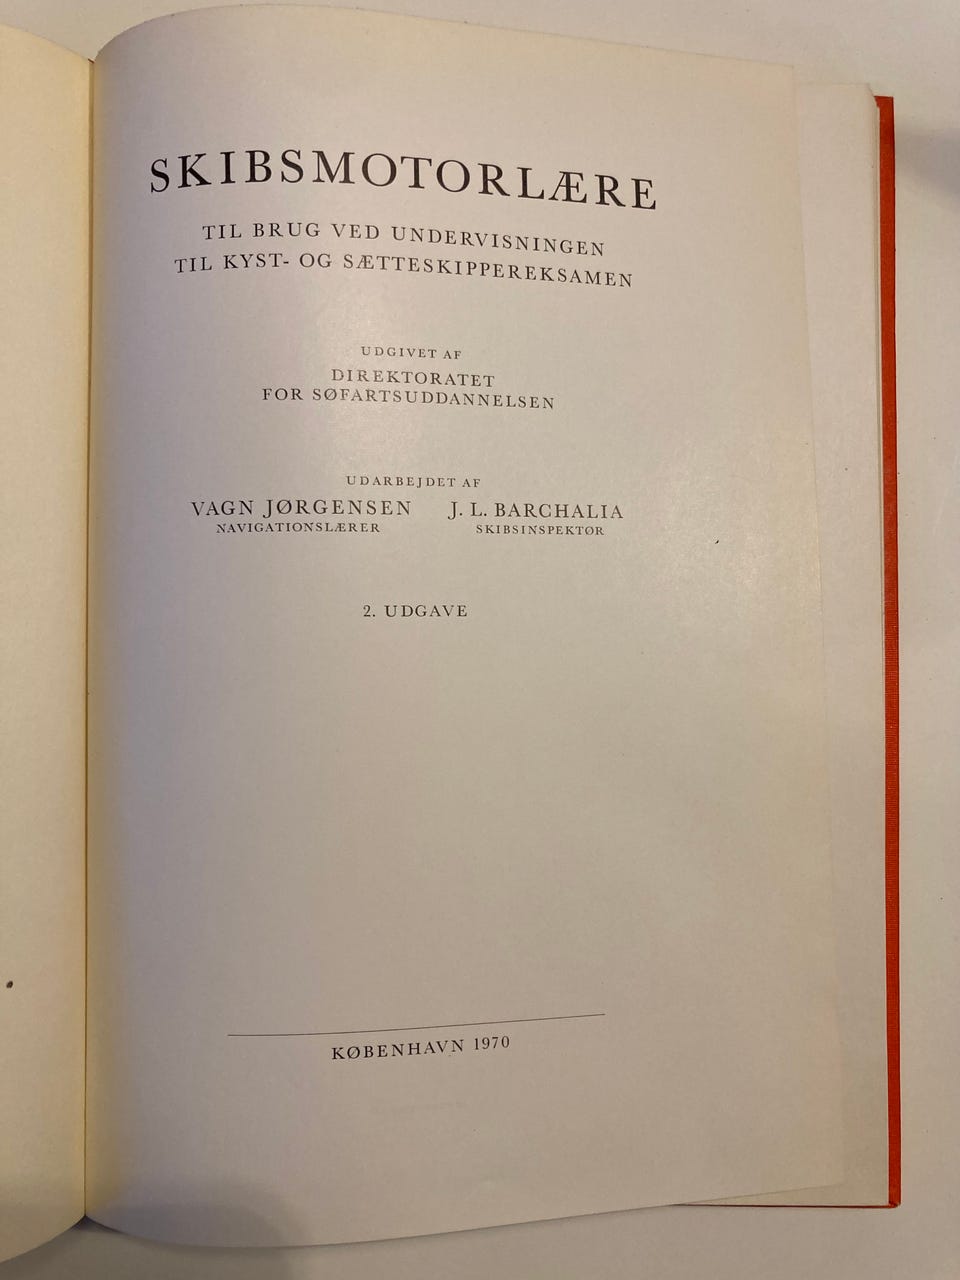 SKIBSMOTORLÆRE
TIL BRUG VED UNDERVISNINGEN
TIL KYST- OG SÆTTESKIPPEREKSAMEN
UDGIVET AF
DIREKTORATET
FOR SØFARTSUDDANNELSEN
UDARBEJDET AF
VAGN JØRGENSEN J. L. BARCHALIA
NAVIGATIONSLÆRER SKIBSINSPEKTØR
2. UDGAVE
KØBENHAVN 1970